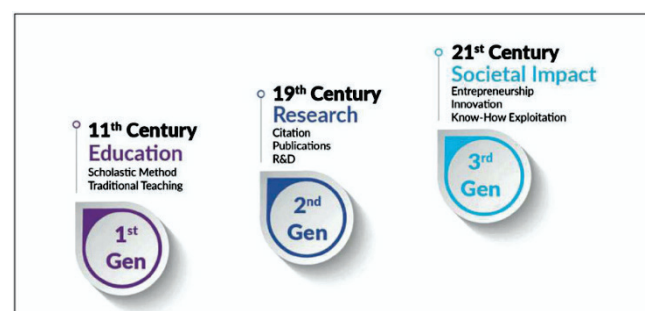 11th Century
Education
Scholastic Method
Traditional Teaching
1st
Gen
19th Century
Research
Citation
Publications
R&D
2nd
Gen
21st Century
Societal Impact
Entrepreneurship
Innovation
Know-How Exploitation
3rd
Gen